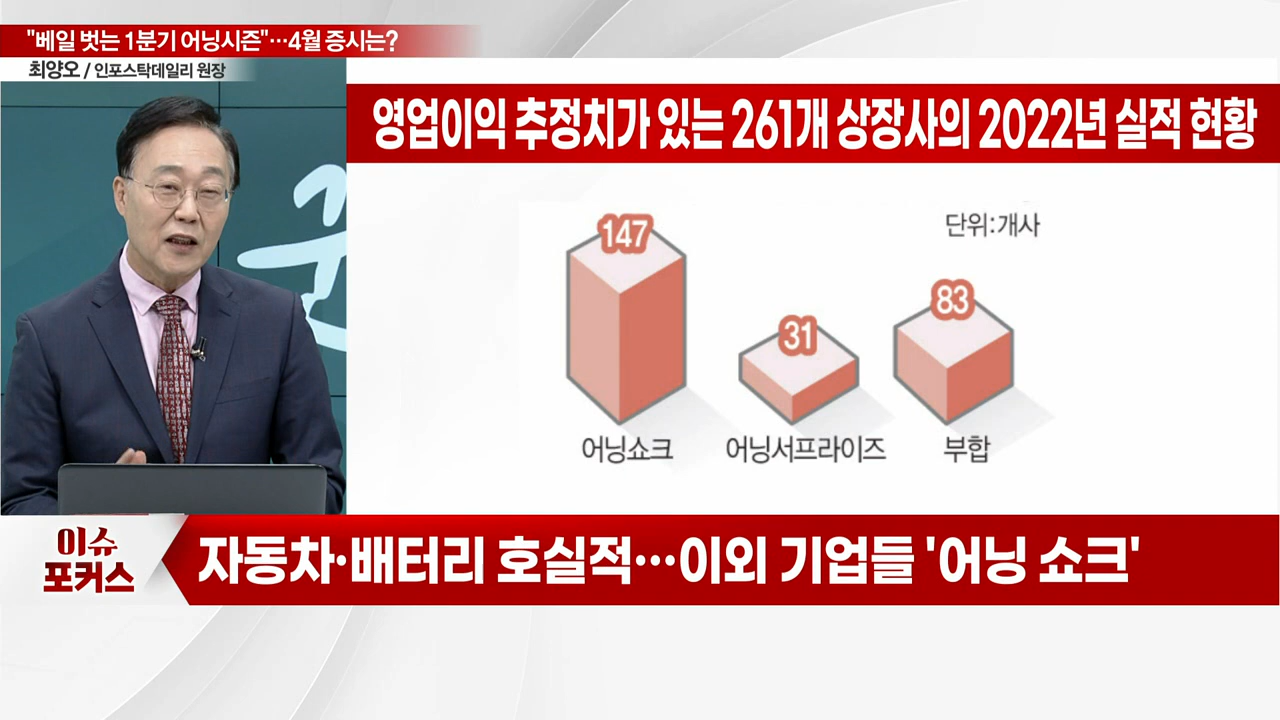 "베일 벗는 1분기 어닝시즌"…4월 증시는?
최양오 / 인포스탁데일리 원장
영업이익 추정치가 있는 261개 상장사의 2022년 실적 현황
단위:개사
147
31
83
어닝쇼크
어닝서프라이즈
부합
이슈
포커스
자동차·배터리 호실적…이외 기업들 '어닝 쇼크'